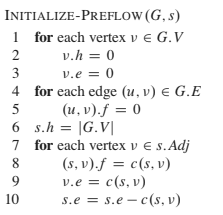 INITIALIZE-PREFLOW(G, s)
1 for each vertex v ∈ G.V
2 v.h = 0
3 v.e = 0
4 for each edge (u, v) ∈ G.E
5 (u, v).f = 0
6 s.h = |G.V|
7 for each vertex v ∈ s.Adj
8 (s, v).f = c(s, v)
9 v.e = c(s, v)
10 s.e = s.e − c(s, v)